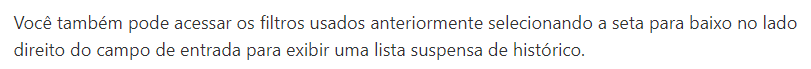 Você também pode acessar os filtros usados anteriormente selecionando a seta para baixo no lado
direito do campo de entrada para exibir uma lista suspensa de histórico.